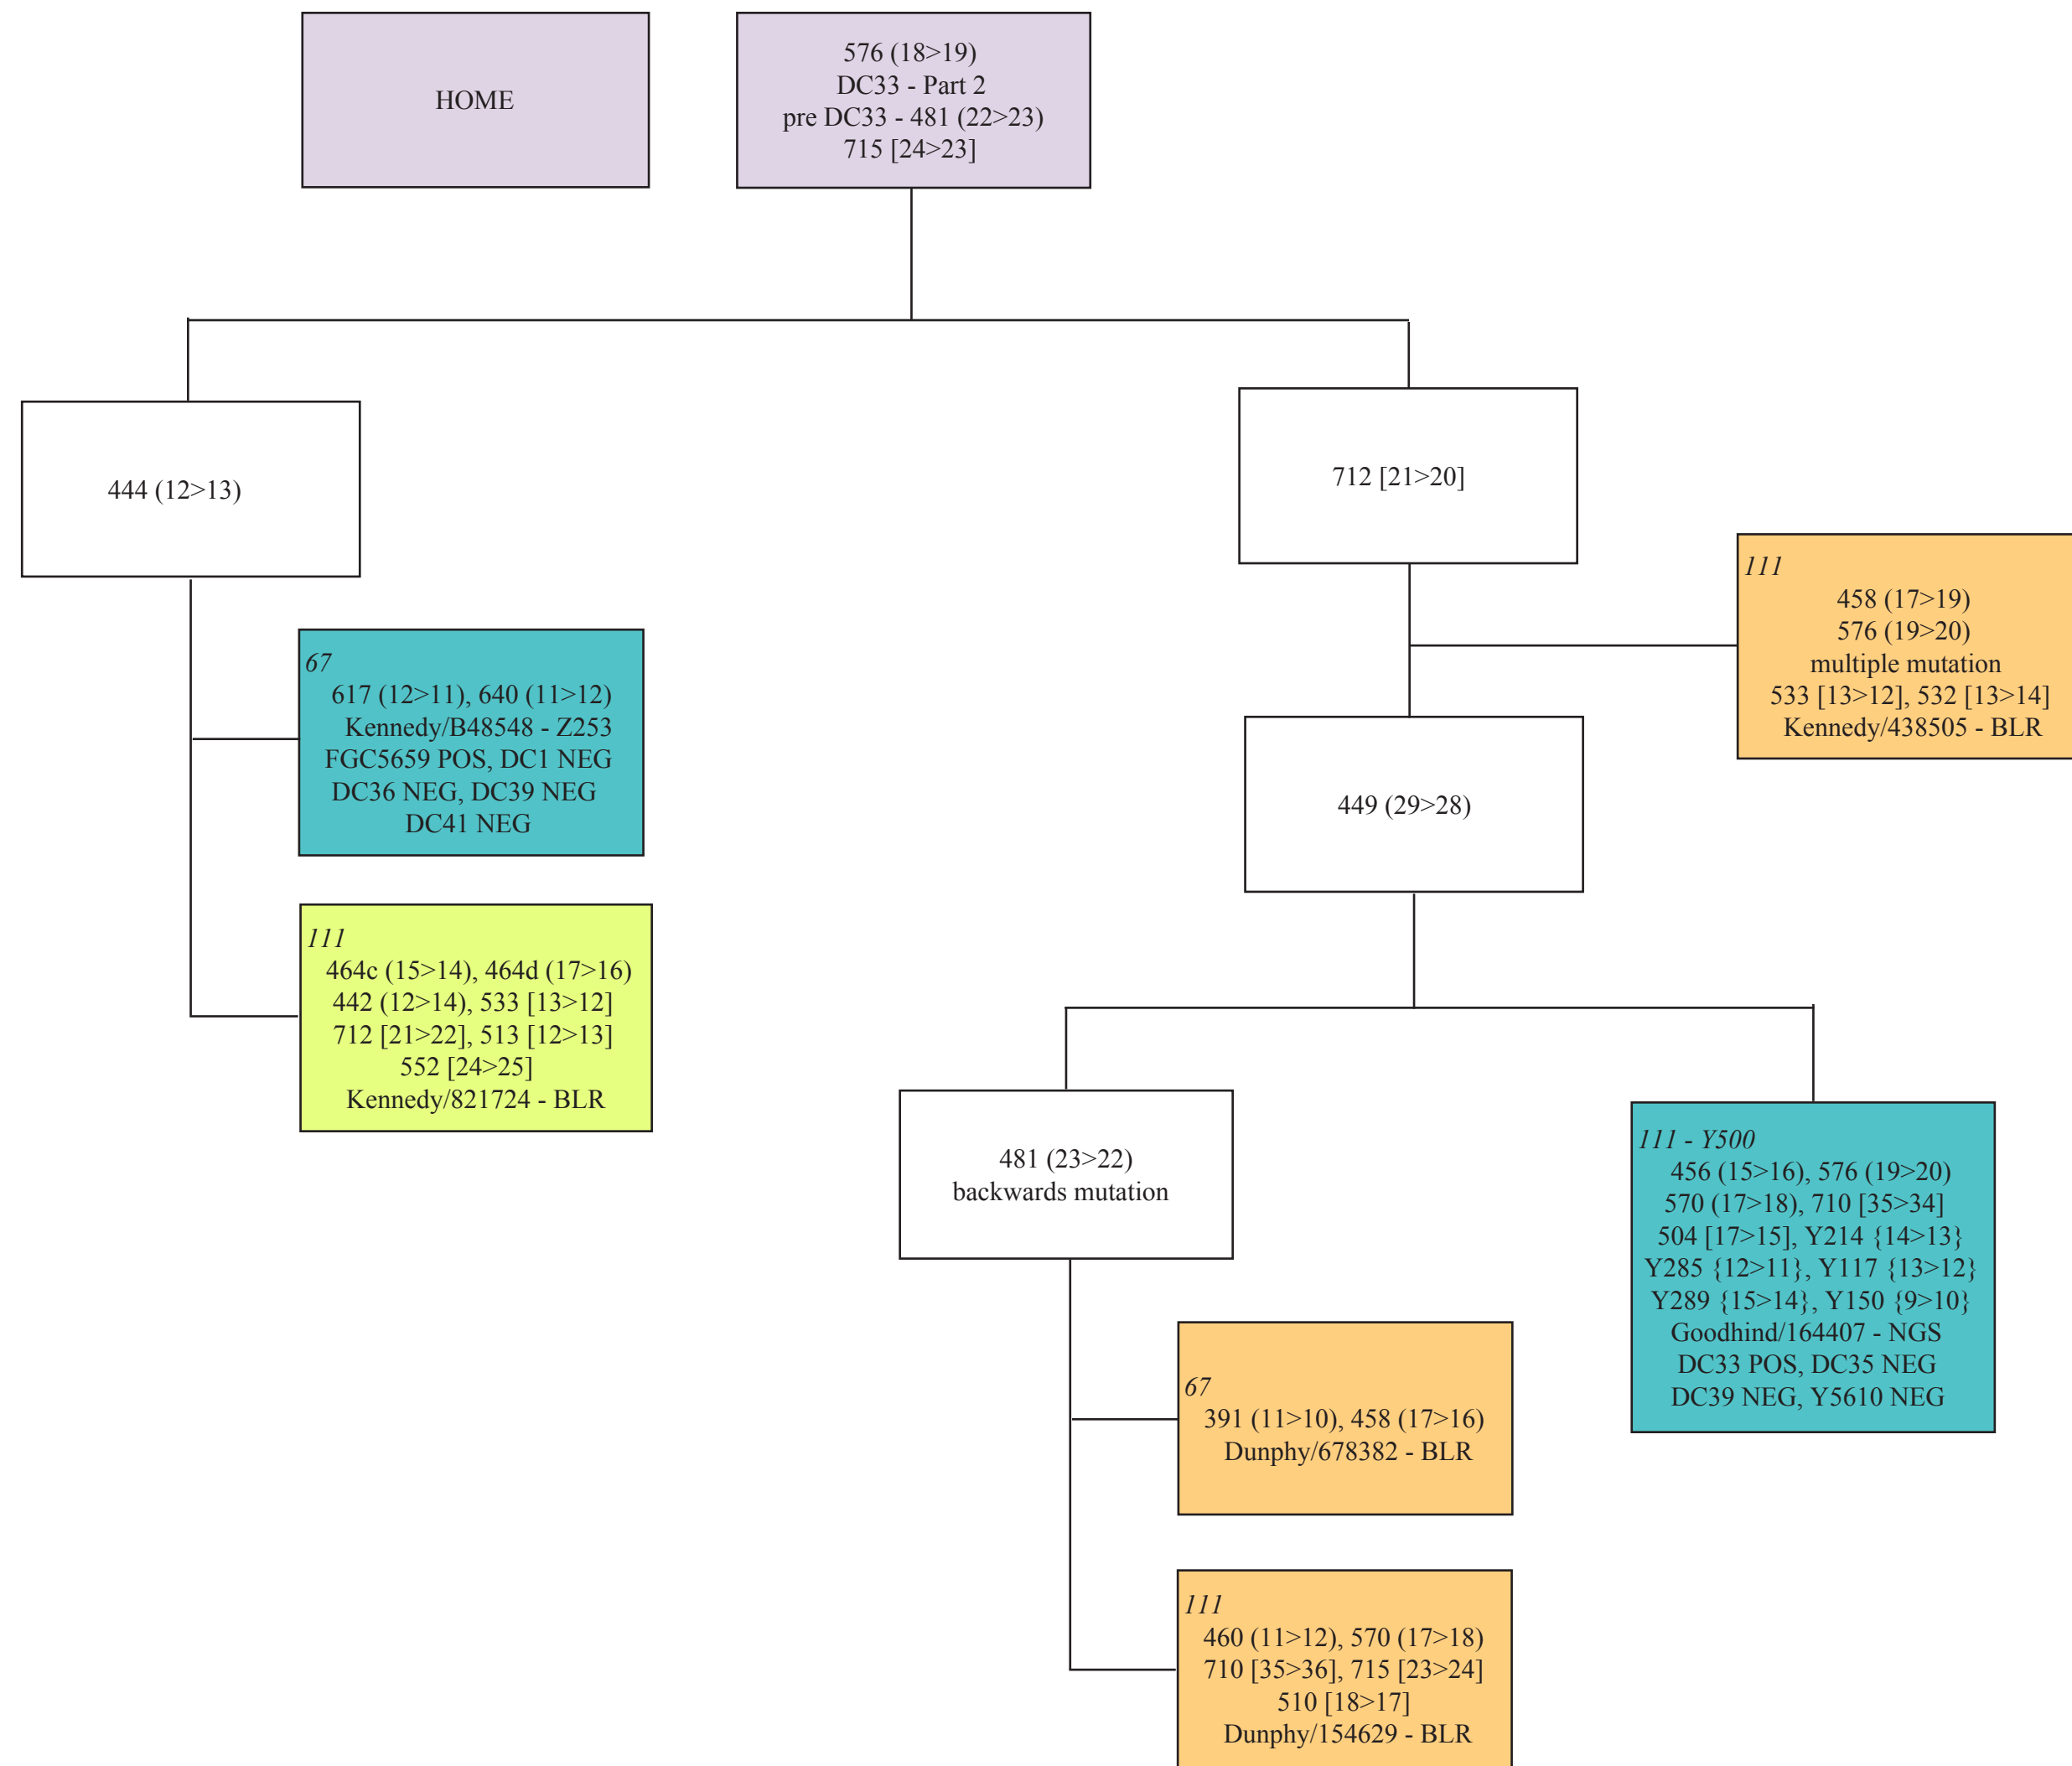 HOME
576 (18>19)
DC33 - Part 2
pre DC33 - 481 (22>23)
715 [24>23]
444 (12>13)
712 [21>20]
111
458 (17>19)
576 (19>20)
multiple mutation
533 [13>12], 532 [13>14]
Kennedy/438505 - BLR
67
617 (12>11), 640 (11>12)
Kennedy/B48548 - Z253
FGC5659 POS, DC1 NEG
DC36 NEG, DC39 NEG
DC41 NEG
449 (29>28)
111
464c (15>14), 464d (17>16)
442 (12>14), 533 [13>12]
712 [21>22], 513 [12>13]
552 [24>25]
Kennedy/821724 - BLR
481 (23>22)
backwards mutation
111 - Y500
456 (15>16), 576 (19>20)
570 (17>18), 710 [35>34]
504 [17>15], Y214 {14>13}
Y285 {12>11}, Y117 {13>12}
Y289 {15>14}, Y150 {9>10}
Goodhind/164407 - NGS
DC33 POS, DC35 NEG
DC39 NEG, Y5610 NEG
67
391 (11>10), 458 (17>16)
Dunphy/678382 - BLR
111
460 (11>12), 570 (17>18)
710 [35>36], 715 [23>24]
510 [18>17]
Dunphy/154629 - BLR